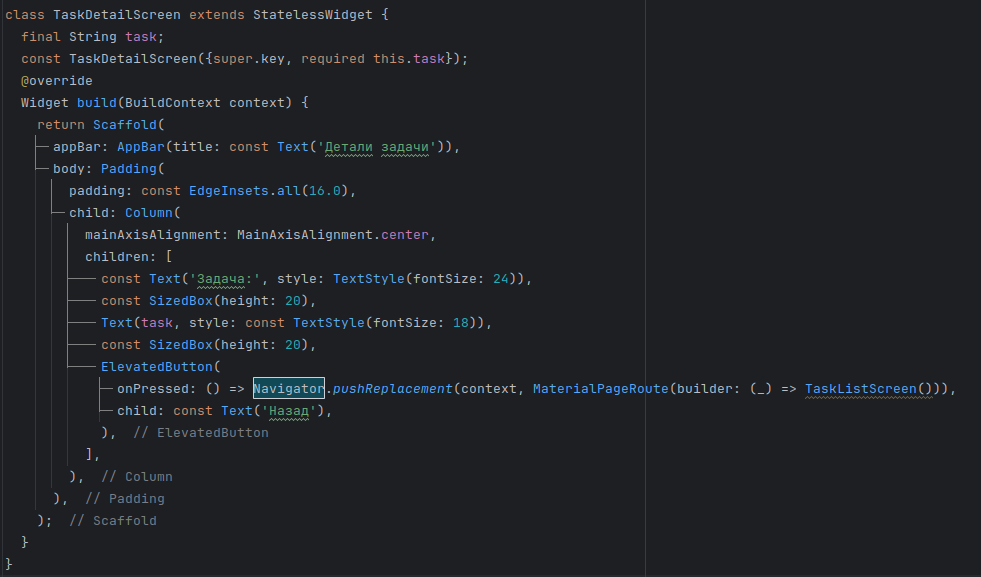 class TaskDetailScreen extends StatelessWidget {
final String task;
const TaskDetailScreen({super.key, required this.task});
@override
Widget build(BuildContext context) {
return Scaffold(
appBar: AppBar(title: const Text('Детали задачи')),
body: Padding(
padding: const EdgeInsets.all(16.0),
child: Column(
mainAxisAlignment: MainAxisAlignment.center,
children: [
const Text('Задача:', style: TextStyle(fontSize: 24)),
const SizedBox(height: 20),
Text(task, style: const TextStyle(fontSize: 18)),
const SizedBox(height: 20),
ElevatedButton(
onPressed: () => Navigator.pushReplacement(context, MaterialPageRoute(builder: (_) => TaskListScreen())),
child: const Text('Назад'),
), // ElevatedButton
],
), // Column
), // Padding
); // Scaffold
}
}